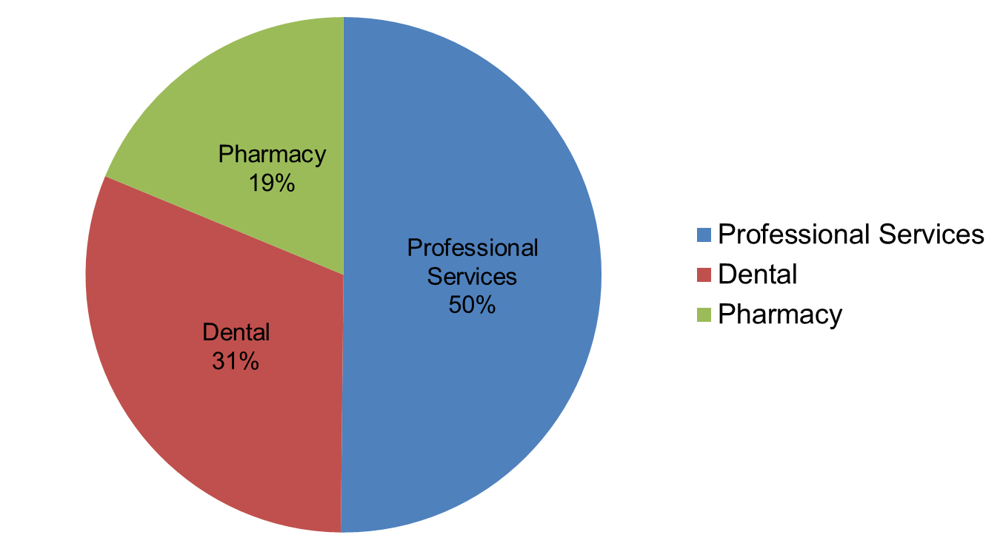 Pharmacy
19%
Professional
Services
50%
Dental
31%
Professional Services
Dental
Pharmacy